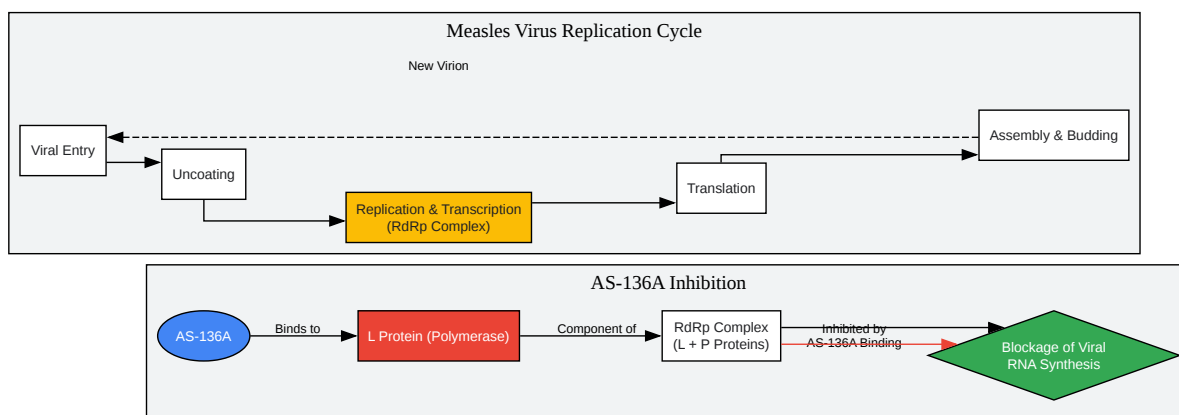 Measles Virus Replication Cycle
New Virion
Viral Entry
Uncoating
Replication & Transcription
(RdRp Complex)
Translation
Assembly & Budding
AS-136A Inhibition
AS-136A
Binds to
L Protein (Polymerase)
Component of
RdRp Complex
(L + P Proteins)
Inhibited by
AS-136A Binding
Blockage of Viral
RNA Synthesis